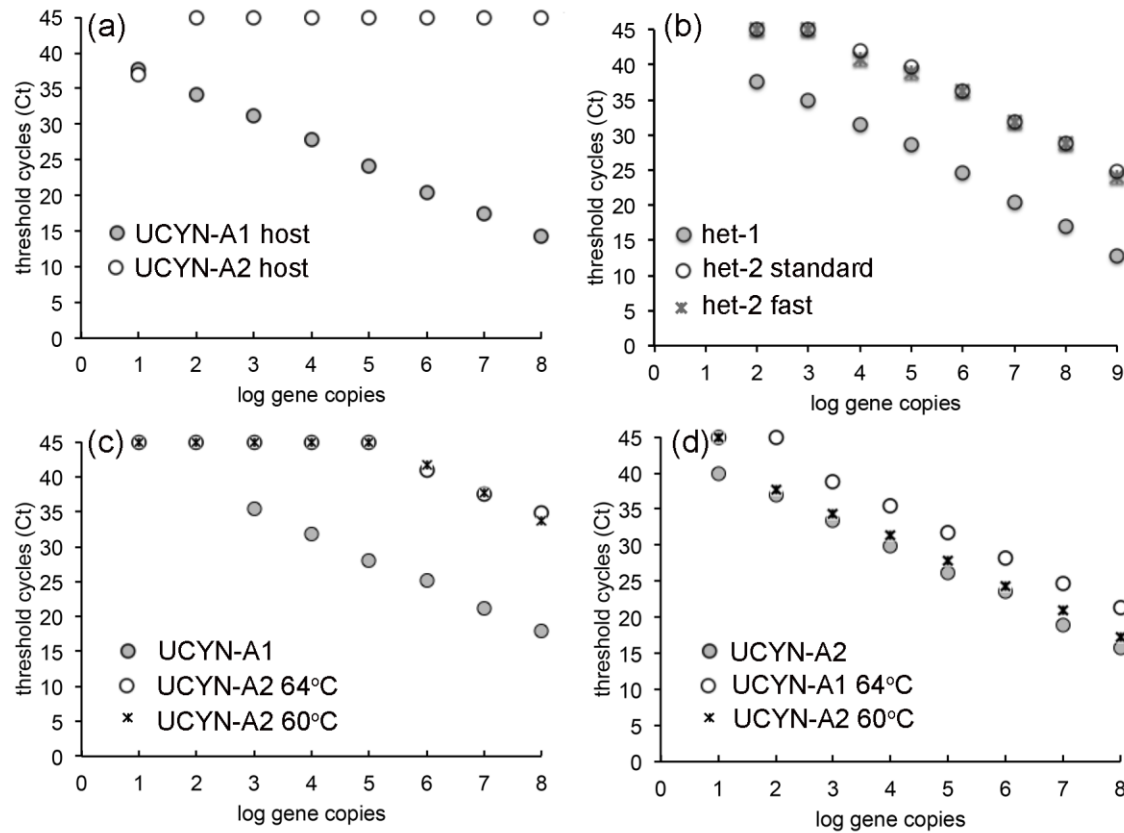 (a)
threshold cycles (Ct)
45
40
35
30
25
20
15
10
5
0
UCYN-A1 host
UCYN-A2 host
0 1 2 3 4 5 6 7 8
log gene copies
(b)
threshold cycles (Ct)
45
40
35
30
25
20
15
10
5
0
het-1
het-2 standard
het-2 fast
0 1 2 3 4 5 6 7 8 9
log gene copies
(c)
threshold cycles (Ct)
45
40
35
30
25
20
15
10
5
0
UCYN-A1
UCYN-A2 64°C
UCYN-A2 60°C
0 1 2 3 4 5 6 7 8
log gene copies
(d)
threshold cycles (Ct)
45
40
35
30
25
20
15
10
5
0
UCYN-A2
UCYN-A1 64°C
UCYN-A2 60°C
0 1 2 3 4 5 6 7 8
log gene copies